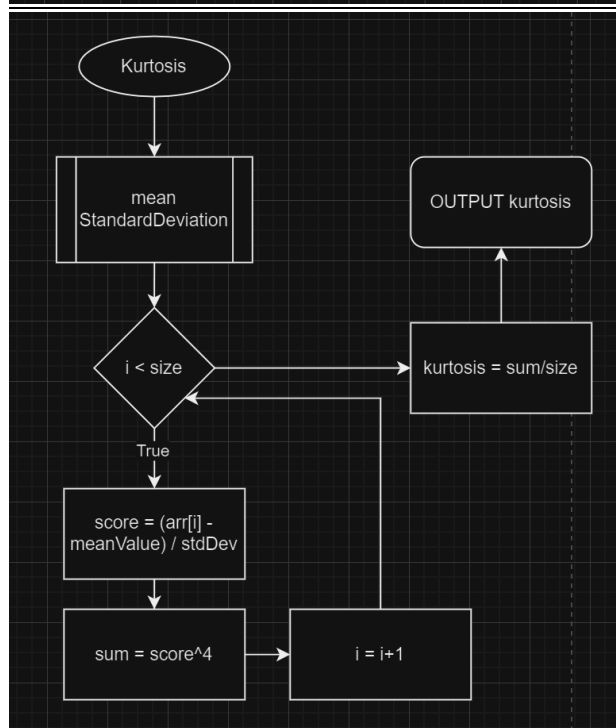 Kurtosis
mean
StandardDeviation
OUTPUT kurtosis
i < size
kurtosis = sum/size
True
score = (arr[i] -
meanValue) / stdDev
sum = score^4
i = i+1